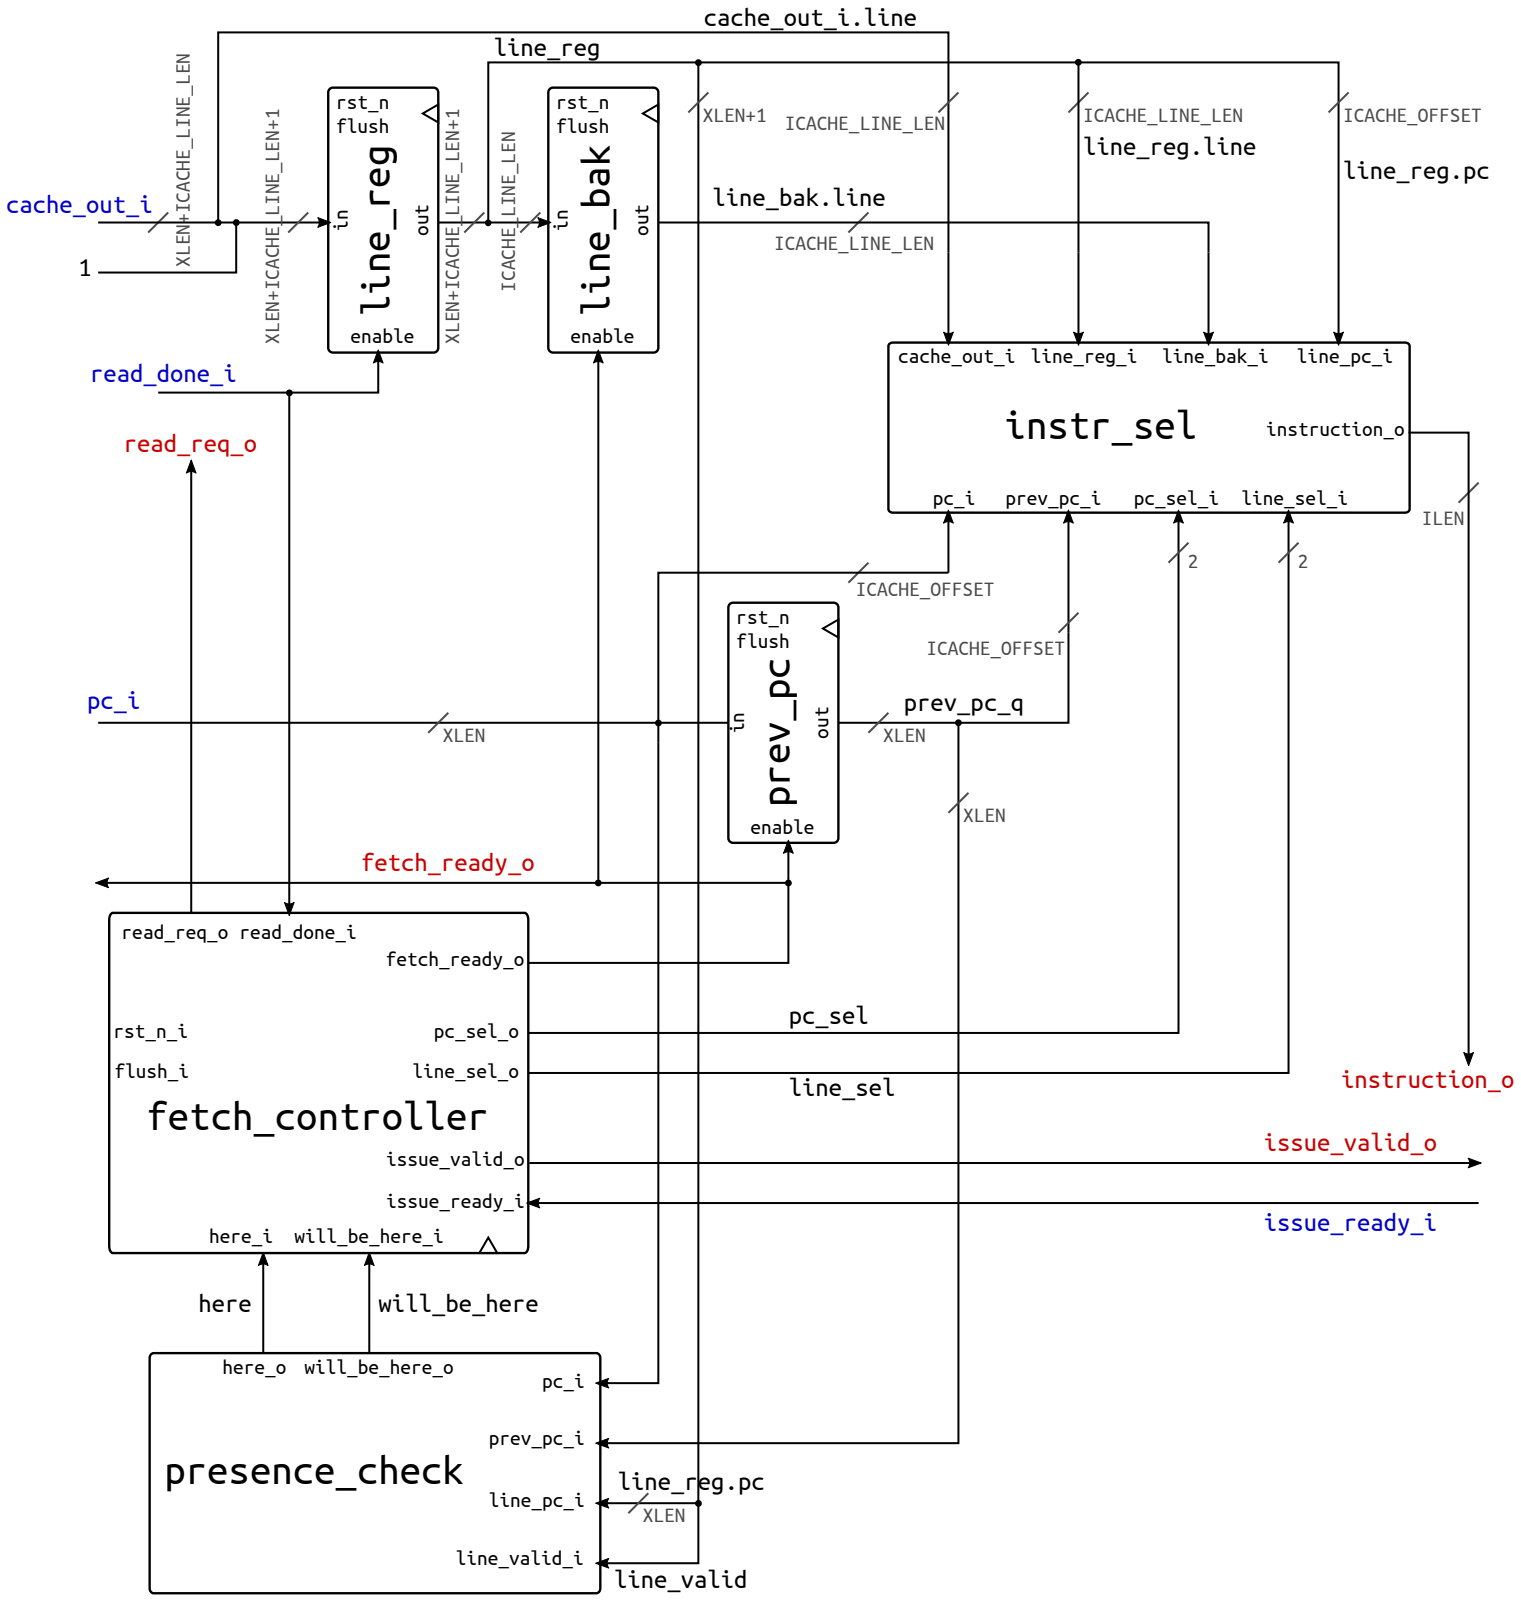 cache_out_i.line
line_reg
XLEN+ICACHE_LINE_LEN
cache_out_i
1
XLEN+ICACHE_LINE_LEN+1
rst_n
flush
line_reg
in
out
enable
XLEN+ICACHE_LINE_LEN+1
ICACHE_LINE_LEN
rst_n
flush
line_bak
in
out
enable
XLEN+1
ICACHE_LINE_LEN
ICACHE_LINE_LEN
line_reg.line
ICACHE_OFFSET
line_reg.pc
line_bak.line
ICACHE_LINE_LEN
read_done_i
read_req_o
cache_out_i line_reg_i line_bak_i line_pc_i
instr_sel
instruction_o
pc_i prev_pc_i pc_sel_i line_sel_i
ILEN
2
2
ICACHE_OFFSET
ICACHE_OFFSET
rst_n
flush
prev_pc
in
out
enable
pc_i
XLEN
prev_pc_q
XLEN
XLEN
fetch_ready_o
read_req_o read_done_i
fetch_ready_o
rst_n_i
pc_sel_o
flush_i
line_sel_o
fetch_controller
issue_valid_o
issue_ready_i
here_i will_be_here_i
pc_sel
line_sel
instruction_o
issue_valid_o
issue_ready_i
here
will_be_here
here_o will_be_here_o
pc_i
prev_pc_i
presence_check
line_pc_i
line_valid_i
line_reg.pc
XLEN
line_valid